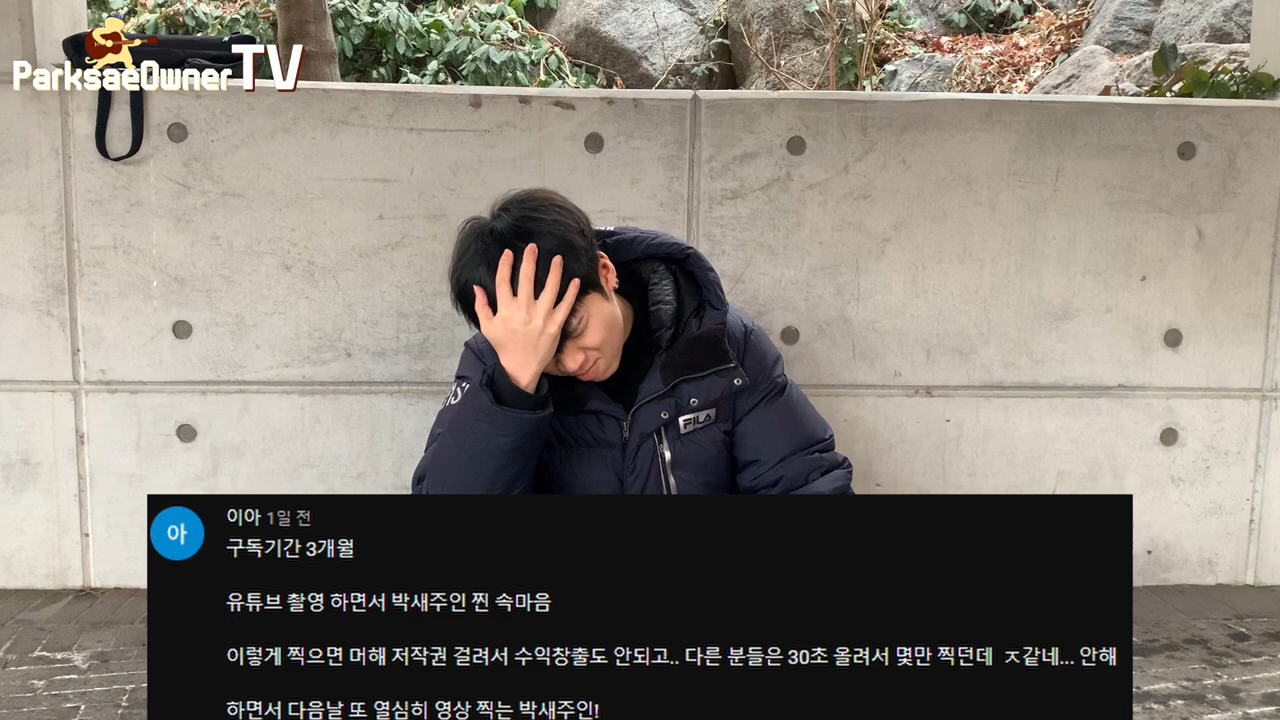 ParksaeOwnerTV
FILA
아
이아 1일 전
구독기간 3개월
유튜브 촬영 하면서 박새주인 찐 속마음
이렇게 찍으면 머해 저작권 걸려서 수익창출도 안되고.. 다른 분들은 30초 올려서 몇만 찍던데 ㅈ같네... 안해
하면서 다음날 또 열심히 영상 찍는 박새주인!